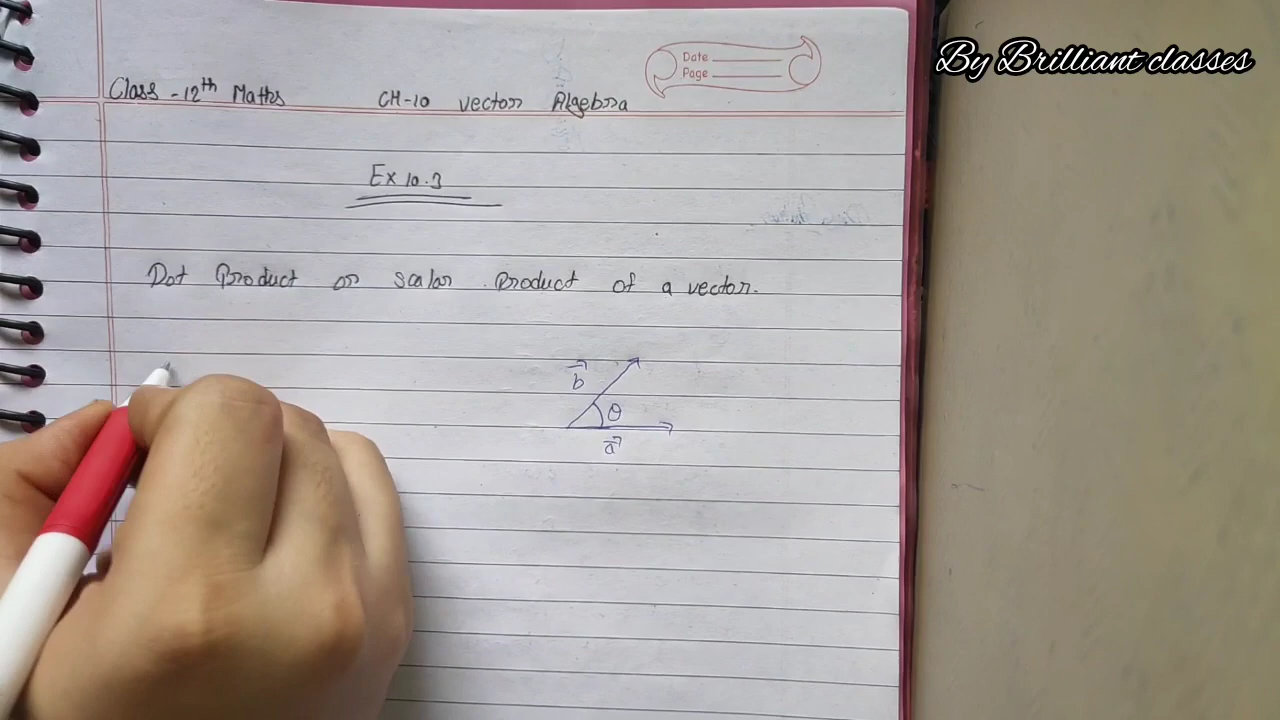 By Brilliant classes
Date
Page
Class - 12th Maths CH-10 vector Algebra
Ex 10.3
Dot Product or scalar Product of a vector.
b
θ
a